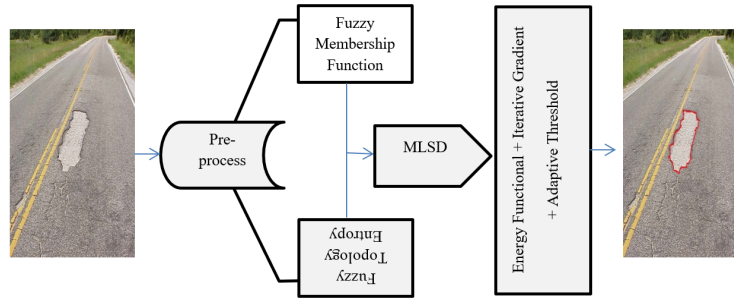 Fuzzy
Membership
Function
Pre-
process
MLSD
Fuzzy
Topology
Entropy
Energy Functional + Iterative Gradient
+ Adaptive Threshold